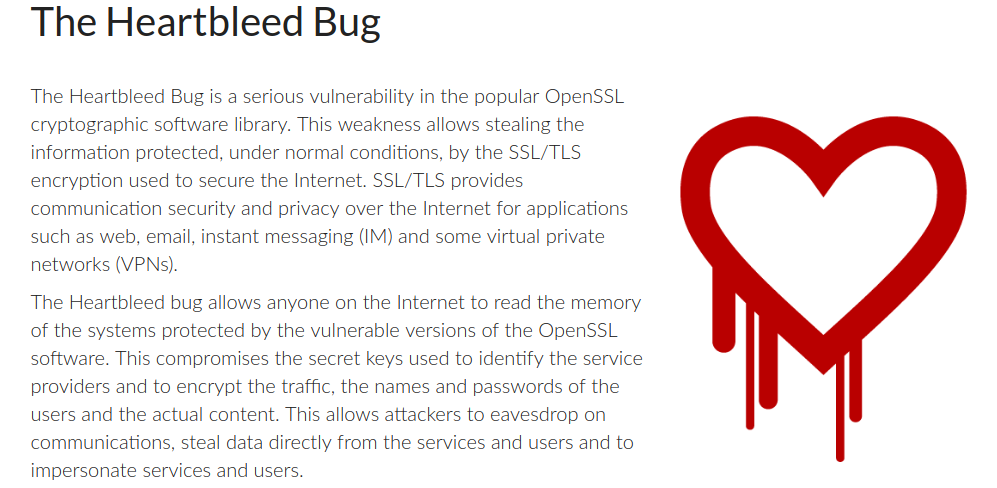 The Heartbleed Bug
The Heartbleed Bug is a serious vulnerability in the popular OpenSSL
cryptographic software library. This weakness allows stealing the
information protected, under normal conditions, by the SSL/TLS
encryption used to secure the Internet. SSL/TLS provides
communication security and privacy over the Internet for applications
such as web, email, instant messaging (IM) and some virtual private
networks (VPNs).
The Heartbleed bug allows anyone on the Internet to read the memory
of the systems protected by the vulnerable versions of the OpenSSL
software. This compromises the secret keys used to identify the service
providers and to encrypt the traffic, the names and passwords of the
users and the actual content. This allows attackers to eavesdrop on
communications, steal data directly from the services and users and to
impersonate services and users.